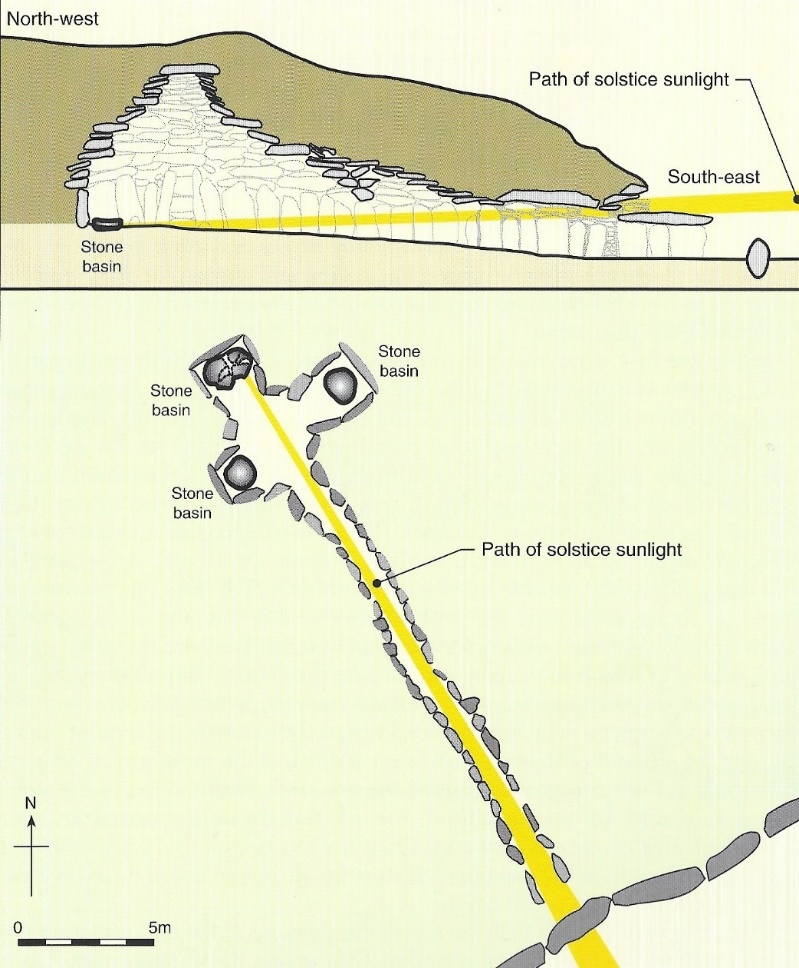 North-west
Path of solstice sunlight
South-east
Stone
basin
Stone
basin
Stone
basin
Stone
basin
Path of solstice sunlight
N
0
5m